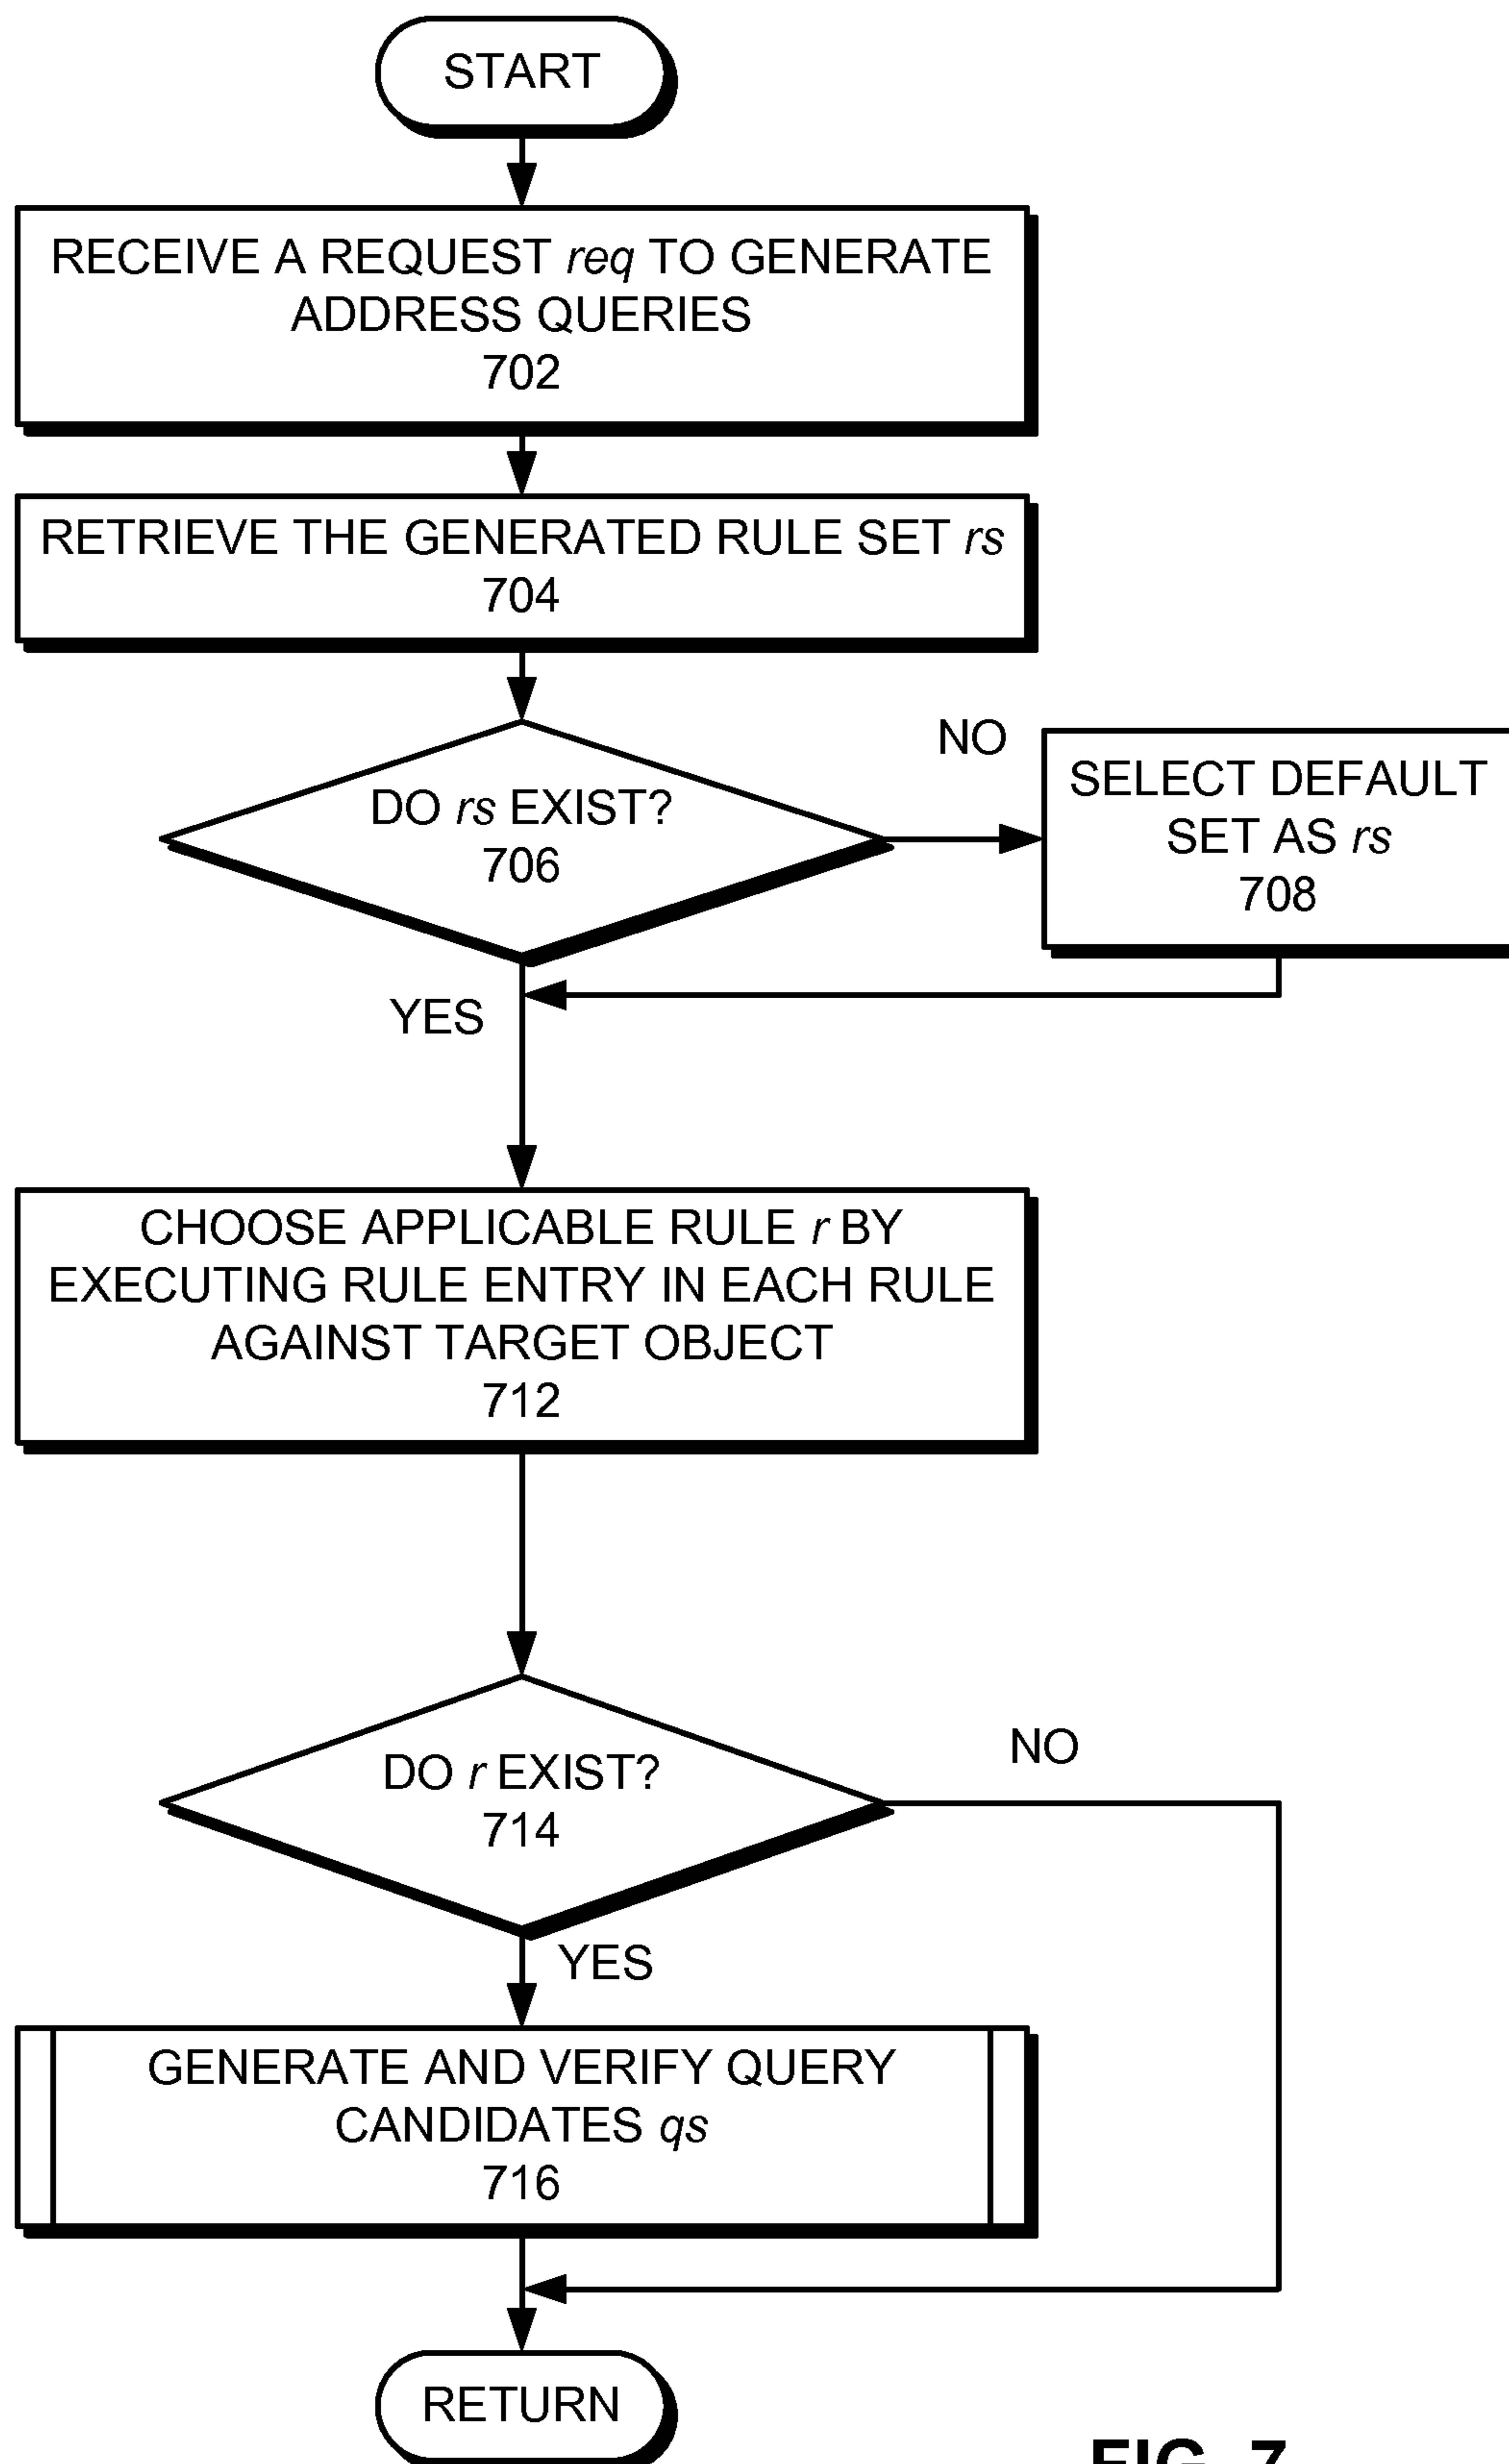 START
RECEIVE A REQUEST req TO GENERATE
ADDRESS QUERIES
702
RETRIEVE THE GENERATED RULE SET rs
704
DO rs EXIST?
706
NO
SELECT DEFAULT
SET AS rs
708
YES
CHOOSE APPLICABLE RULE r BY
EXECUTING RULE ENTRY IN EACH RULE
AGAINST TARGET OBJECT
712
DO r EXIST?
714
NO
YES
GENERATE AND VERIFY QUERY
CANDIDATES qs
716
RETURN
FIG. 7